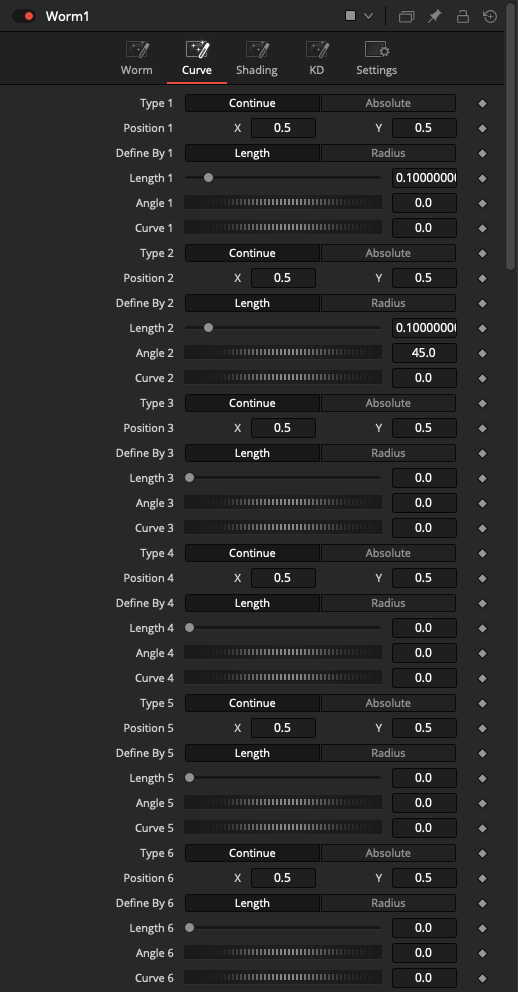 Worm1
Worm Curve Shading KD Settings
Type 1 Continue Absolute
Position 1 X 0.5 Y 0.5
Define By 1 Length Radius
Length 1 0.10000000
Angle 1 0.0
Curve 1 0.0
Type 2 Continue Absolute
Position 2 X 0.5 Y 0.5
Define By 2 Length Radius
Length 2 0.10000000
Angle 2 45.0
Curve 2 0.0
Type 3 Continue Absolute
Position 3 X 0.5 Y 0.5
Define By 3 Length Radius
Length 3 0.0
Angle 3 0.0
Curve 3 0.0
Type 4 Continue Absolute
Position 4 X 0.5 Y 0.5
Define By 4 Length Radius
Length 4 0.0
Angle 4 0.0
Curve 4 0.0
Type 5 Continue Absolute
Position 5 X 0.5 Y 0.5
Define By 5 Length Radius
Length 5 0.0
Angle 5 0.0
Curve 5 0.0
Type 6 Continue Absolute
Position 6 X 0.5 Y 0.5
Define By 6 Length Radius
Length 6 0.0
Angle 6 0.0
Curve 6 0.0